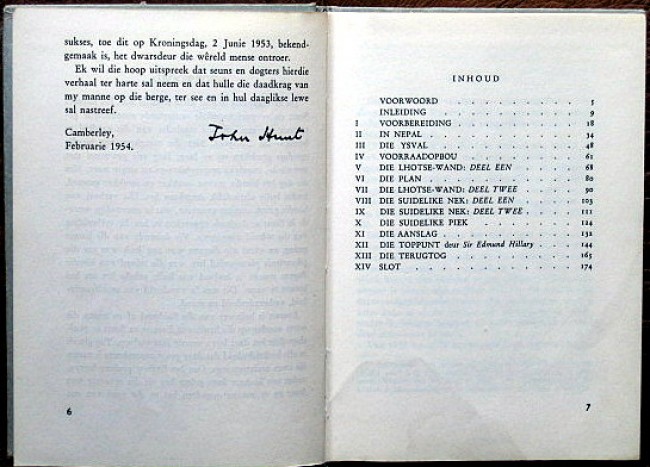 sukses, toe dit op Kroningsdag, 2 Junie 1953, bekend-
gemaak is, het dwarsdeur die wêreld mense ontroer.
Ek wil die hoop uitspreek dat seuns en dogters hierdie
verhaal ter harte sal neem en dat hulle die daadkrag van
my manne op die berge, ter see en in hul daaglikse lewe
sal nastreef.
Camberley,
Februarie 1954.
John Hunt
6
INHOUD
VOORWOORD . . . . . . . . . 5
INLEIDING . . . . . . . . . 9
I VOORBEREIDING . . . . . . . . 18
II IN NEPAL . . . . . . . . . 34
III DIE YSVAL . . . . . . . . . 48
IV VOORRAADOPBOU . . . . . . . . 61
V DIE LHOTSE-WAND: DEEL EEN . . . . . 68
VI DIE PLAN . . . . . . . . . 80
VII DIE LHOTSE-WAND: DEEL TWEE . . . . 90
VIII DIE SUIDELIKE NEK: DEEL EEN . . . . 103
IX DIE SUIDELIKE NEK: DEEL TWEE . . . . 111
X DIE SUIDELIKE PIEK . . . . . . . 124
XI DIE AANSLAG . . . . . . . . . 132
XII DIE TOPPUNT deur Sir Edmund Hillary . . . . 144
XIII DIE TERUGTOG . . . . . . . . 165
XIV SLOT . . . . . . . . . . 174
7